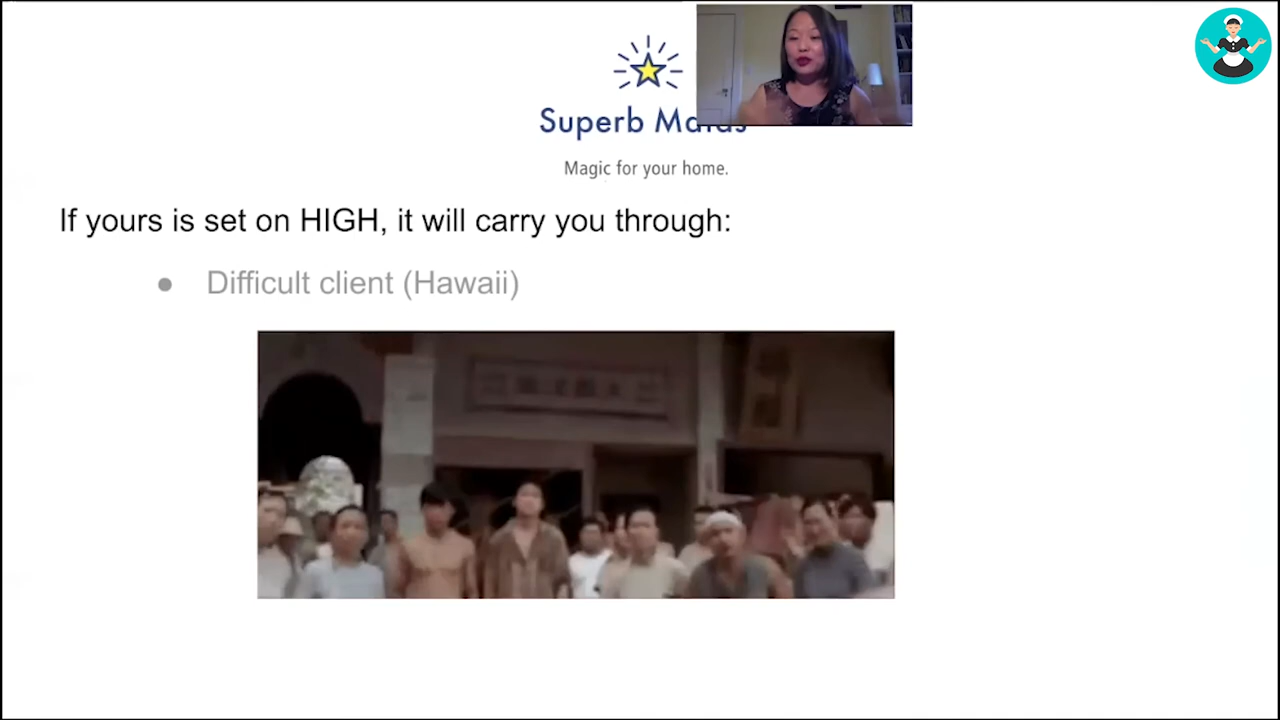 Superb Maids
Magic for your home.
If yours is set on HIGH, it will carry you through:
● Difficult client (Hawaii)